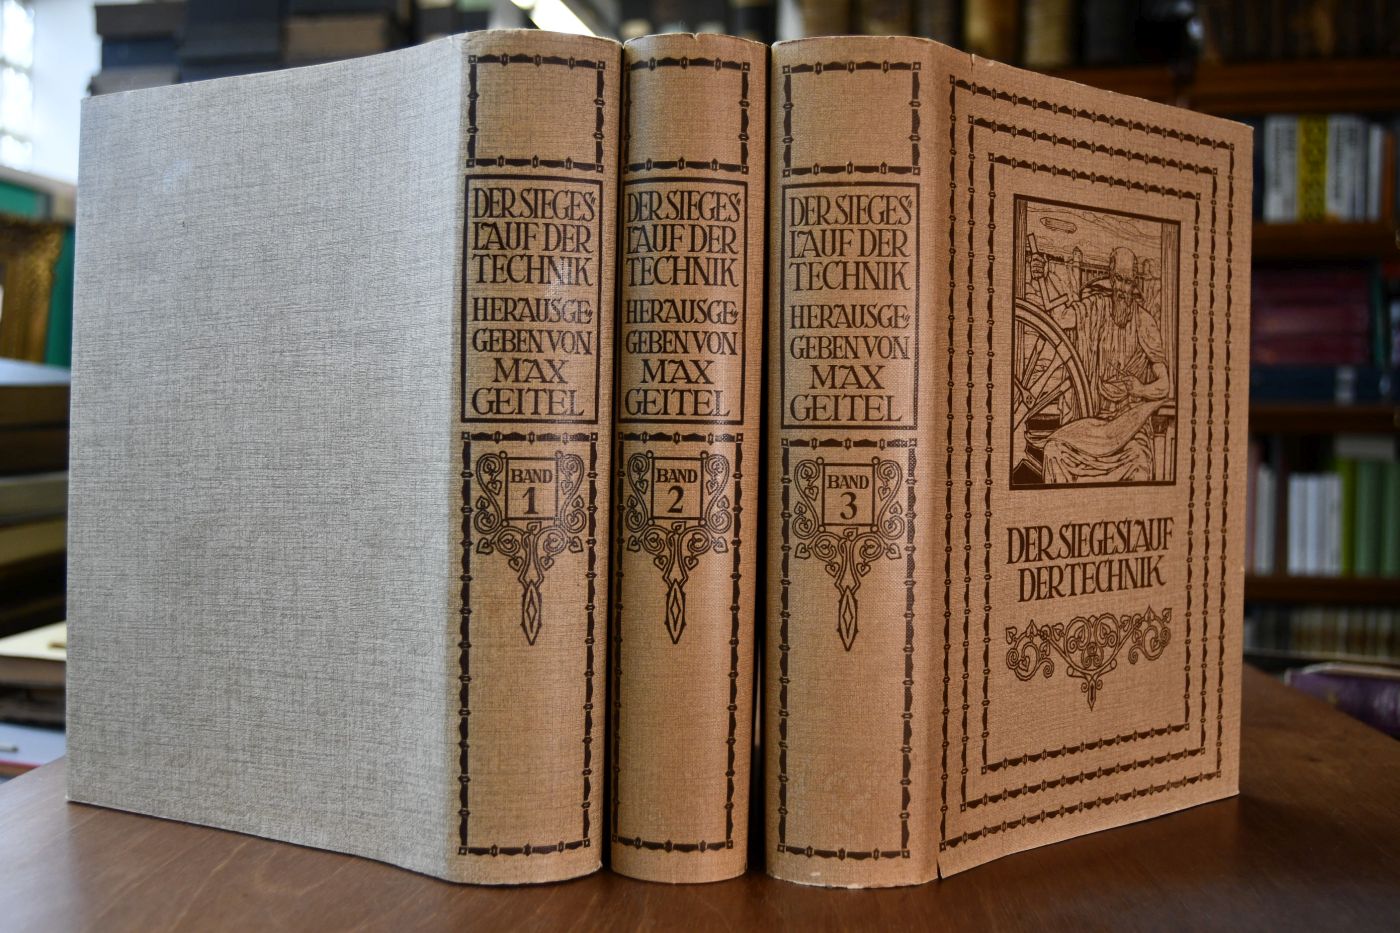 DER SIEGES-
LAUF DER
TECHNIK
HERAUSGE-
GEBEN VON
MAX
GEITEL
BAND
1
DER SIEGES-
LAUF DER
TECHNIK
HERAUSGE-
GEBEN VON
MAX
GEITEL
BAND
2
DER SIEGES-
LAUF DER
TECHNIK
HERAUSGE-
GEBEN VON
MAX
GEITEL
BAND
3
DER SIEGESLAUF
DER TECHNIK